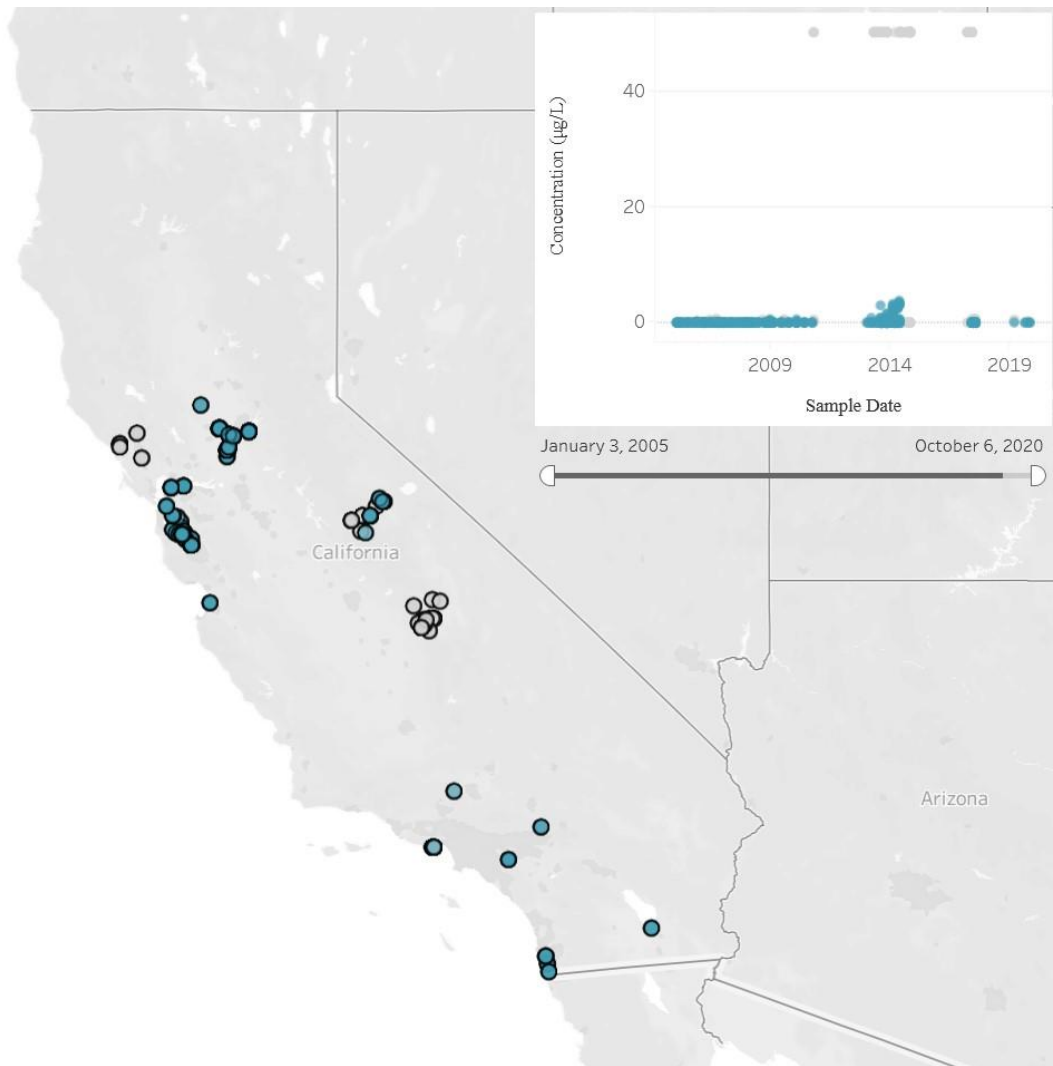 Concentration (µg/L)
40
20
0
2009
2014
2019
Sample Date
January 3, 2005
October 6, 2020
California
Arizona